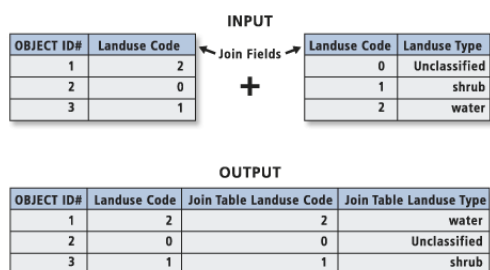 INPUT
OBJECT ID# Landuse Code
1 2
2 0
3 1
Join Fields
+
Landuse Code Landuse Type
0 Unclassified
1 shrub
2 water
OUTPUT
OBJECT ID# Landuse Code Join Table Landuse Code Join Table Landuse Type
1 2 2 water
2 0 0 Unclassified
3 1 1 shrub